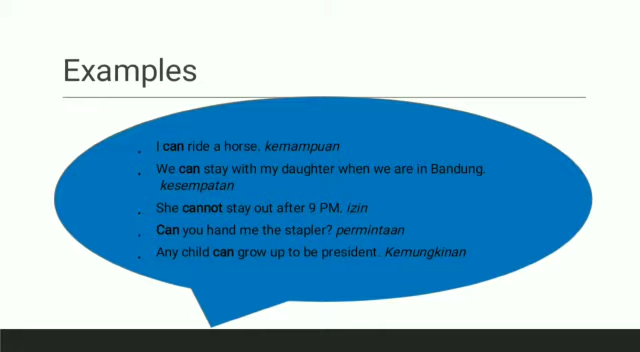 Examples
I can ride a horse. kemampuan
We can stay with my daughter when we are in Bandung.
kesempatan
She cannot stay out after 9 PM. izin
Can you hand me the stapler? permintaan
Any child can grow up to be president. Kemungkinan